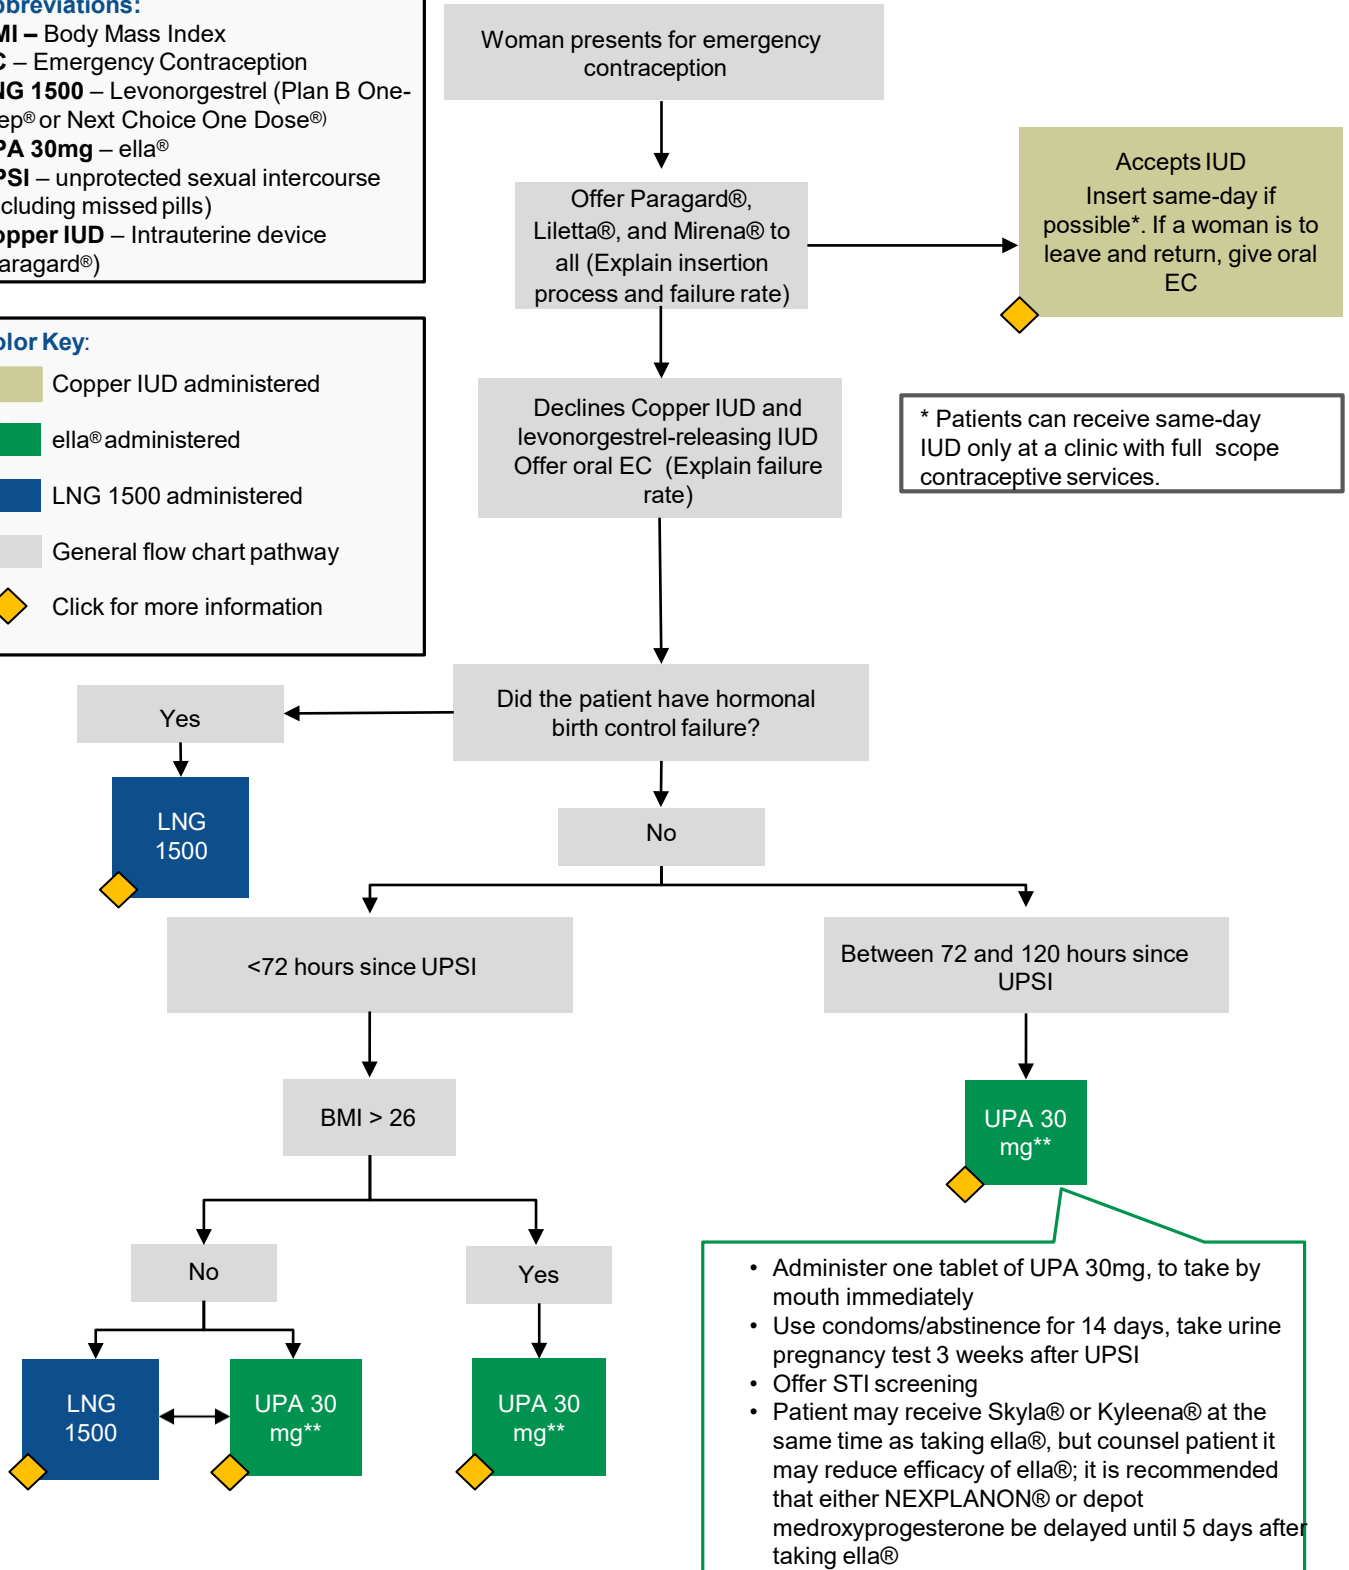 bbreviations:
MI – Body Mass Index
C – Emergency Contraception
NG 1500 – Levonorgestrel (Plan B One-
ep® or Next Choice One Dose®)
PA 30mg – ella®
PSI – unprotected sexual intercourse
cluding missed pills)
opper IUD – Intrauterine device
aragard®)
olor Key:
Copper IUD administered
ella® administered
LNG 1500 administered
General flow chart pathway
Click for more information
Woman presents for emergency
contraception
Offer Paragard®,
Liletta®, and Mirena® to
all (Explain insertion
process and failure rate)
Accepts IUD
Insert same-day if
possible*. If a woman is to
leave and return, give oral
EC
Declines Copper IUD and
levonorgestrel-releasing IUD
Offer oral EC (Explain failure
rate)
* Patients can receive same-day
IUD only at a clinic with full scope
contraceptive services.
Did the patient have hormonal
birth control failure?
Yes
LNG
1500
No
<72 hours since UPSI
Between 72 and 120 hours since
UPSI
BMI > 26
UPA 30
mg**
No
Yes
LNG
1500
UPA 30
mg**
UPA 30
mg**
• Administer one tablet of UPA 30mg, to take by
mouth immediately
• Use condoms/abstinence for 14 days, take urine
pregnancy test 3 weeks after UPSI
• Offer STI screening
• Patient may receive Skyla® or Kyleena® at the
same time as taking ella®, but counsel patient it
may reduce efficacy of ella®; it is recommended
that either NEXPLANON® or depot
medroxyprogesterone be delayed until 5 days after
taking ella®